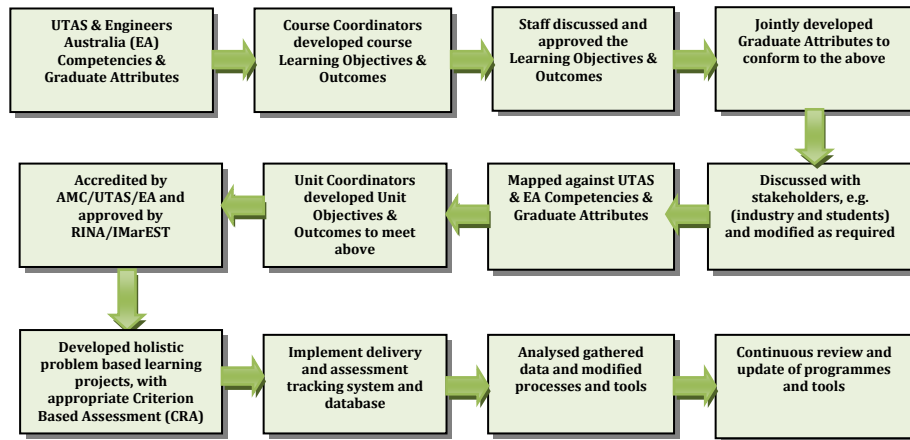 UTAS & Engineers
Australia (EA)
Competencies &
Graduate Attributes
Course Coordinators
developed course
Learning Objectives &
Outcomes
Staff discussed and
approved the
Learning Objectives &
Outcomes
Jointly developed
Graduate Attributes to
conform to the above
Discussed with
stakeholders, e.g.
(industry and students)
and modified as required
Mapped against UTAS
& EA Competencies &
Graduate Attributes
Unit Coordinators
developed Unit
Objectives &
Outcomes to meet
above
Accredited by
AMC/UTAS/EA and
approved by
RINA/IMarEST
Developed holistic
problem based learning
projects, with
appropriate Criterion
Based Assessment (CRA)
Implement delivery and
assessment
tracking system and
database
Analysed gathered
data and modified
processes and tools
Continuous review and
update of programmes
and tools